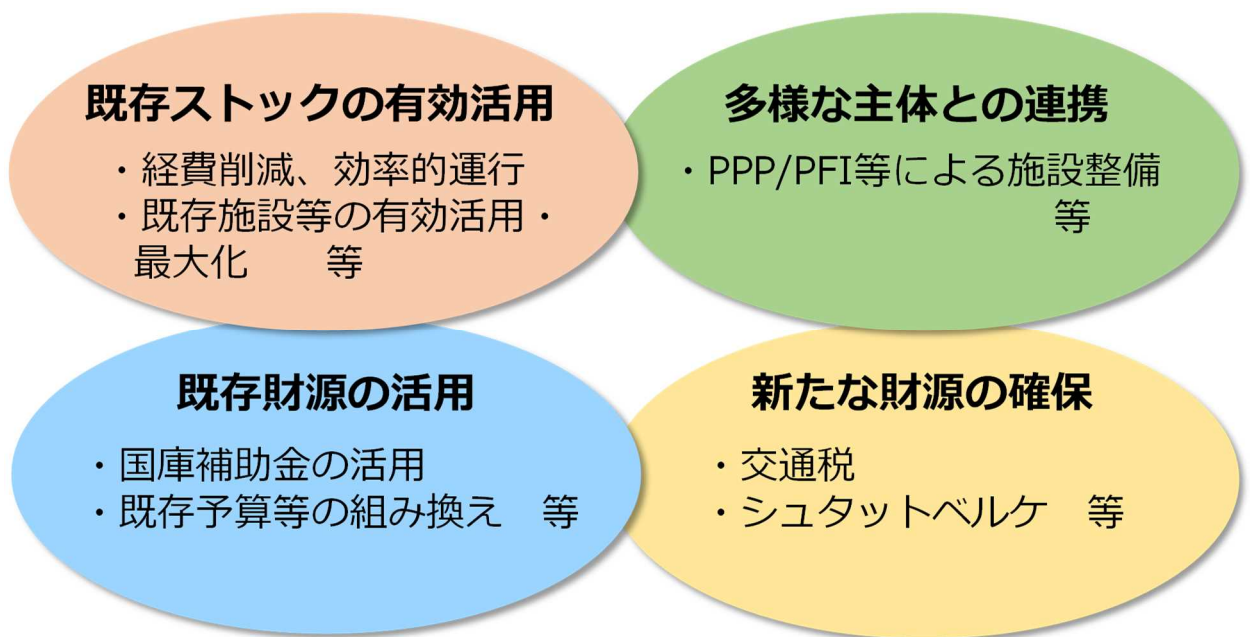 既存ストックの有効活用
・経費削減、効率的運行
・既存施設等の有効活用・
最大化　　等
多様な主体との連携
・PPP/PFI等による施設整備
等
既存財源の活用
・国庫補助金の活用
・既存予算等の組み換え　等
新たな財源の確保
・交通税
・シュタットベルケ　等